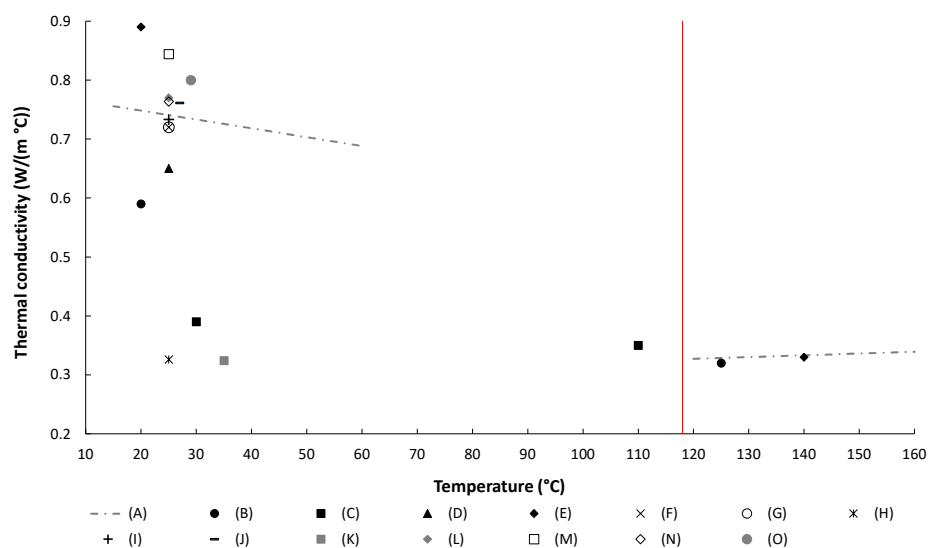 0.9
0.8
0.7
0.6
0.5
0.4
0.3
0.2
Thermal conductivity (W/(m °C))
10 20 30 40 50 60 70 80 90 100 110 120 130 140 150 160
Temperature (°C)
(A) (B) (C) (D) (E) (F) (G) (H)
(I) (J) (K) (L) (M) (N) (O)